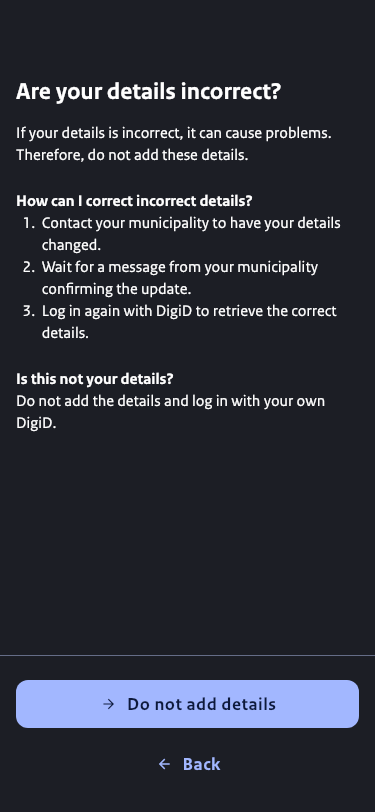 Are your details incorrect?
If your details is incorrect, it can cause problems.
Therefore, do not add these details.
How can I correct incorrect details?
1. Contact your municipality to have your details
changed.
2. Wait for a message from your municipality
confirming the update.
3. Log in again with DigiD to retrieve the correct
details.
Is this not your details?
Do not add the details and log in with your own
DigiD.
Do not add details
Back